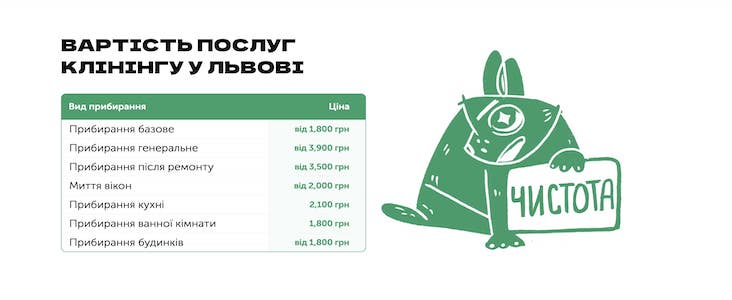 ВАРТІСТЬ ПОСЛУГ
КЛІНІНГУ У ЛЬВОВІ
Вид прибирання Ціна
Прибирання базове від 1,800 грн
Прибирання генеральне від 3,900 грн
Прибирання після ремонту від 3,500 грн
Миття вікон від 2,000 грн
Прибирання кухні 2,100 грн
Прибирання ванної кімнати 1,800 грн
Прибирання будинків від 1,800 грн
ЧИСТОТА